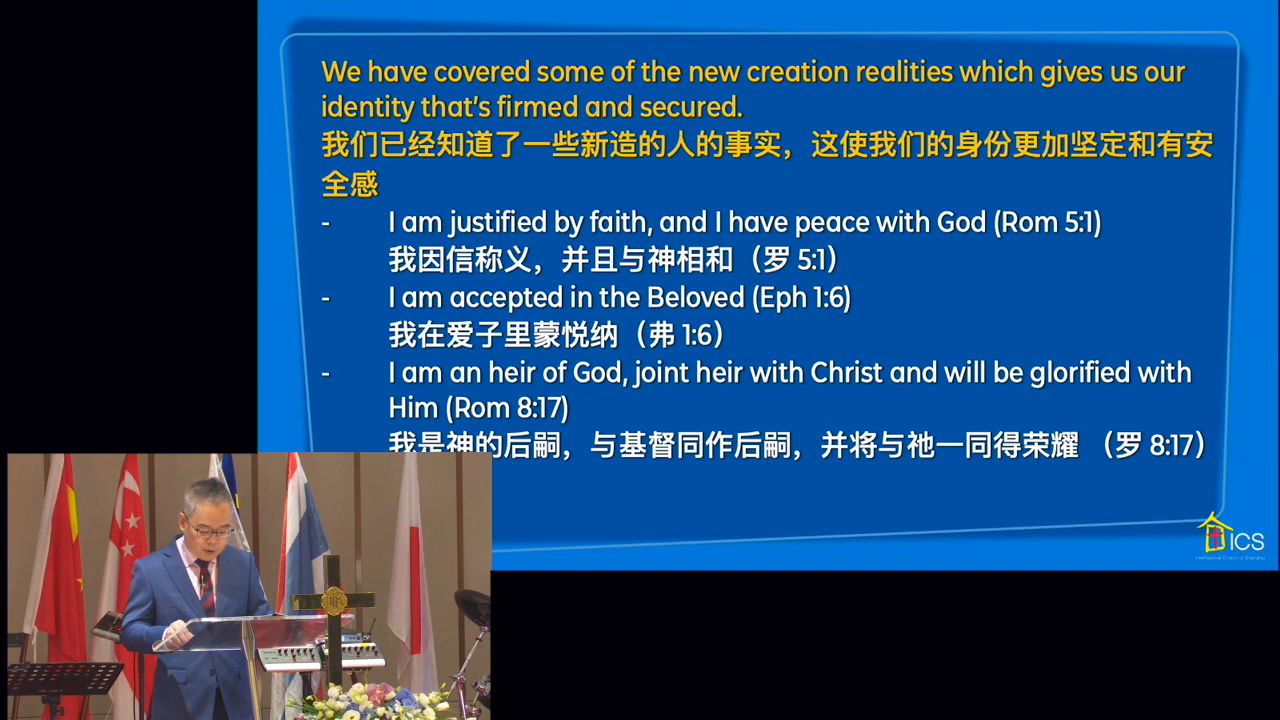 We have covered some of the new creation realities which gives us our
identity that's firmed and secured.
我们已经知道了一些新造的人的事实，这使我们的身份更加坚定和有安
全感
- I am justified by faith, and I have peace with God (Rom 5:1)
我因信称义，并且与神相和（罗 5:1）
- I am accepted in the Beloved (Eph 1:6)
我在爱子里蒙悦纳（弗 1:6）
- I am an heir of God, joint heir with Christ and will be glorified with
Him (Rom 8:17)
我是神的后嗣，与基督同作后嗣，并将与祂一同得荣耀 （罗 8:17）
ICS
International Church of Shanghai